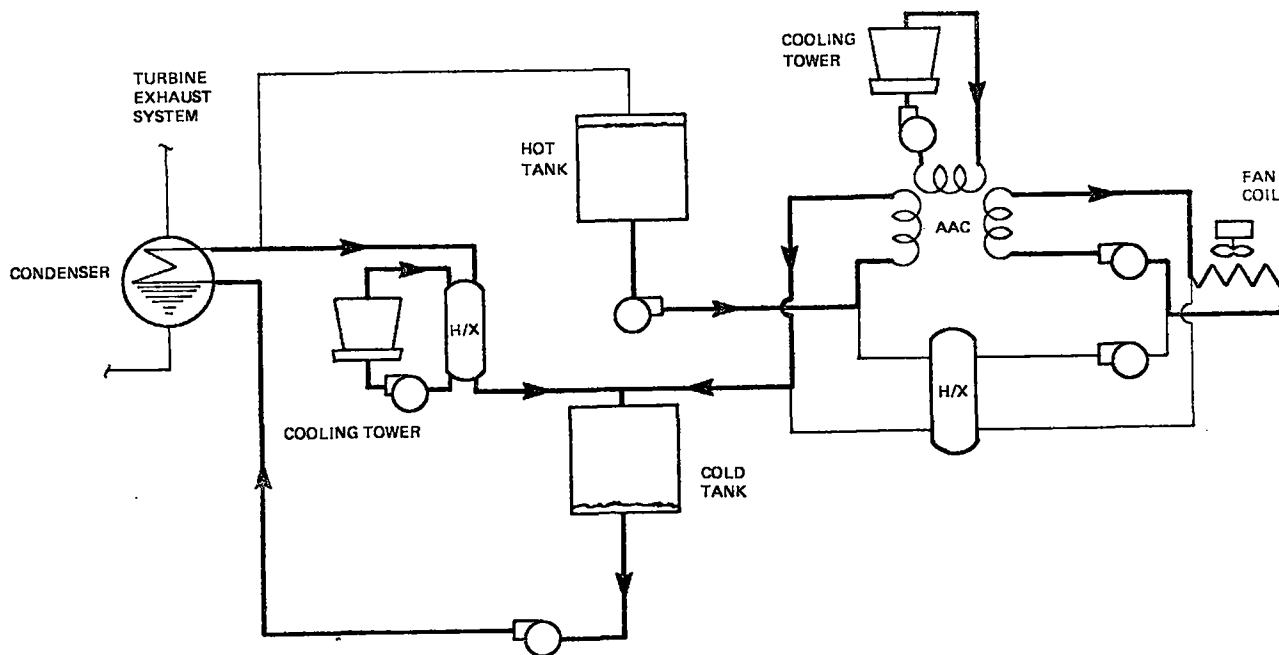 COOLING
TOWER
TURBINE
EXHAUST
SYSTEM
HOT
TANK
FAN
COIL
AAC
CONDENSER
H/X
H/X
COOLING TOWER
COLD
TANK